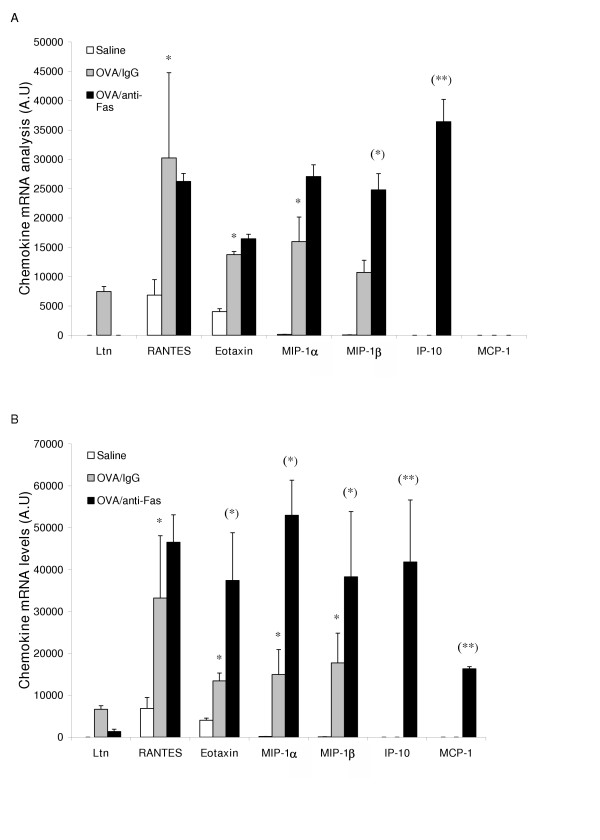 A
Chemokine mRNA analysis (A.U)
50000
45000
40000
35000
30000
25000
20000
15000
10000
5000
0
Saline
OVA/IgG
OVA/anti-
Fas
*
*
*
(*)
(**)
Ltn RANTES Eotaxin MIP-1α MIP-1β IP-10 MCP-1
B
Chemokine mRNA levels (A.U)
70000
60000
50000
40000
30000
20000
10000
0
Saline
OVA/IgG
OVA/anti-Fas
*
*
(*)
*
(*)
*
(*)
(**)
(**)
Ltn RANTES Eotaxin MIP-1α MIP-1β IP-10 MCP-1